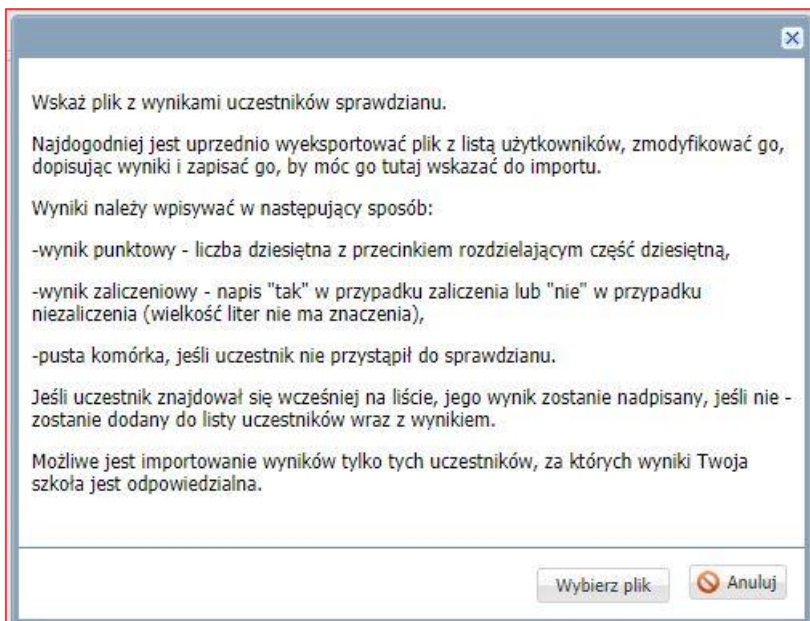 Wskaż plik z wynikami uczestników sprawdzianu.
Najdogodniej jest uprzednio wyeksportować plik z listą użytkowników, zmodyfikować go,
dopisując wyniki i zapisać go, by móc go tutaj wskazać do importu.
Wyniki należy wpisywać w następujący sposób:
-wynik punktowy - liczba dziesiętna z przecinkiem rozdzielającym część dziesiętną,
-wynik zaliczeniowy - napis "tak" w przypadku zaliczenia lub "nie" w przypadku
niezaliczenia (wielkość liter nie ma znaczenia),
-pusta komórka, jeśli uczestnik nie przystąpił do sprawdzianu.
Jeśli uczestnik znajdował się wcześniej na liście, jego wynik zostanie nadpisany, jeśli nie -
zostanie dodany do listy uczestników wraz z wynikiem.
Możliwe jest importowanie wyników tylko tych uczestników, za których wyniki Twoja
szkoła jest odpowiedzialna.
Wybierz plik
Anuluj